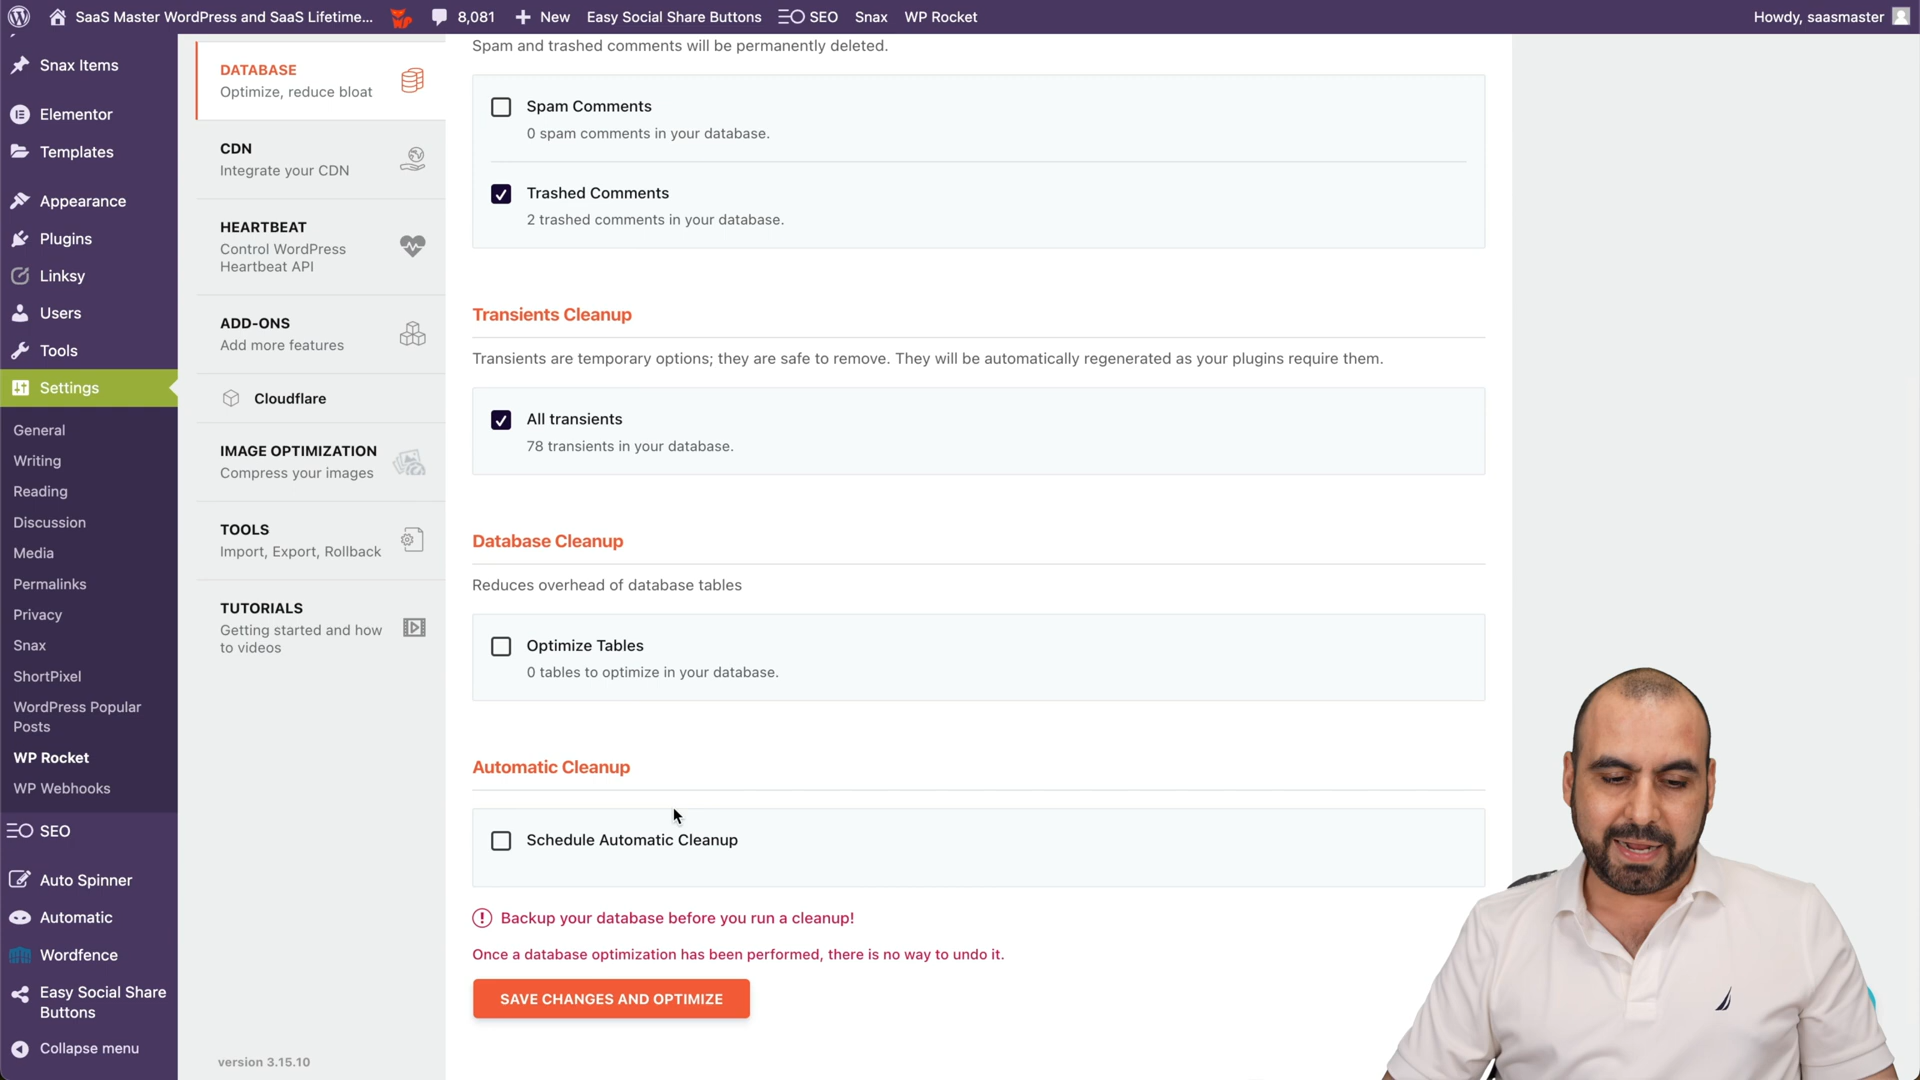 SaaS Master WordPress and SaaS Lifetime...
8,081
New
Easy Social Share Buttons
SEO
Snax
WP Rocket
Howdy, saasmaster
Snax Items
Elementor
Templates
Appearance
Plugins
Linksy
Users
Tools
Settings
General
Writing
Reading
Discussion
Media
Permalinks
Privacy
Snax
ShortPixel
WordPress Popular
Posts
WP Rocket
WP Webhooks
SEO
Auto Spinner
Automatic
Wordfence
Easy Social Share
Buttons
Collapse menu
DATABASE
Optimize, reduce bloat
CDN
Integrate your CDN
HEARTBEAT
Control WordPress
Heartbeat API
ADD-ONS
Add more features
Cloudflare
IMAGE OPTIMIZATION
Compress your images
TOOLS
Import, Export, Rollback
TUTORIALS
Getting started and how
to videos
version 3.15.10
Spam and trashed comments will be permanently deleted.
Spam Comments
0 spam comments in your database.
Trashed Comments
2 trashed comments in your database.
Transients Cleanup
Transients are temporary options; they are safe to remove. They will be automatically regenerated as your plugins require them.
All transients
78 transients in your database.
Database Cleanup
Reduces overhead of database tables
Optimize Tables
0 tables to optimize in your database.
Automatic Cleanup
Schedule Automatic Cleanup
Backup your database before you run a cleanup!
Once a database optimization has been performed, there is no way to undo it.
SAVE CHANGES AND OPTIMIZE